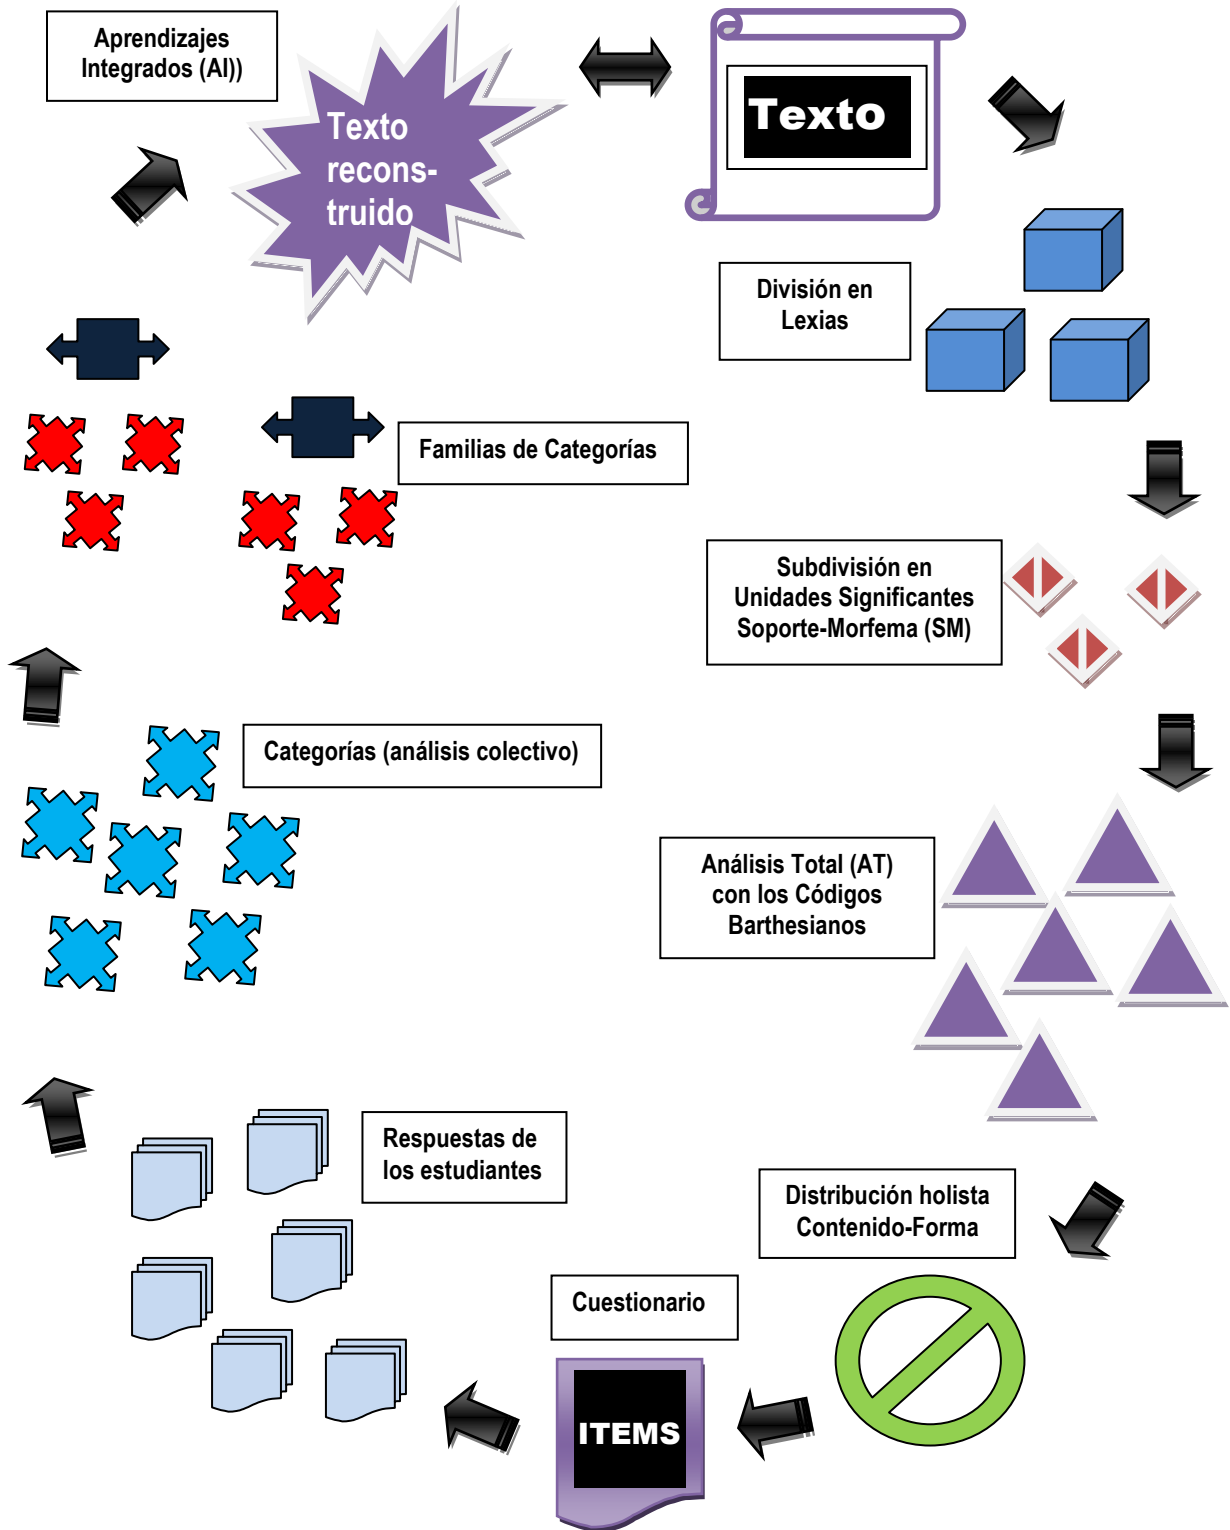 Aprendizajes
Integrados (AI))
Texto
recons-
truido
Texto
División en
Lexias
Familias de Categorías
Subdivisión en
Unidades Significantes
Soporte-Morfema (SM)
Categorías (análisis colectivo)
Análisis Total (AT)
con los Códigos
Barthesianos
Respuestas de
los estudiantes
Distribución holista
Contenido-Forma
Cuestionario
ITEMS